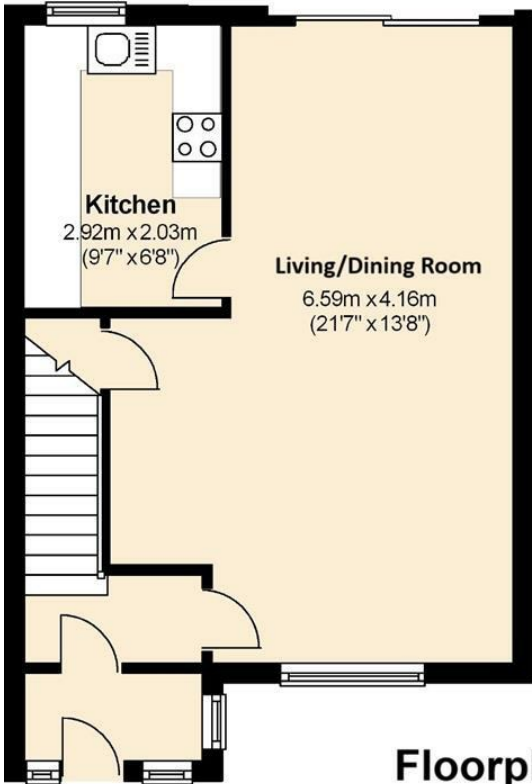 Kitchen
2.92m x 2.03m
(9'7" x 6'8")
Living/Dining Room
6.59m x 4.16m
(21'7" x 13'8")
Floorp